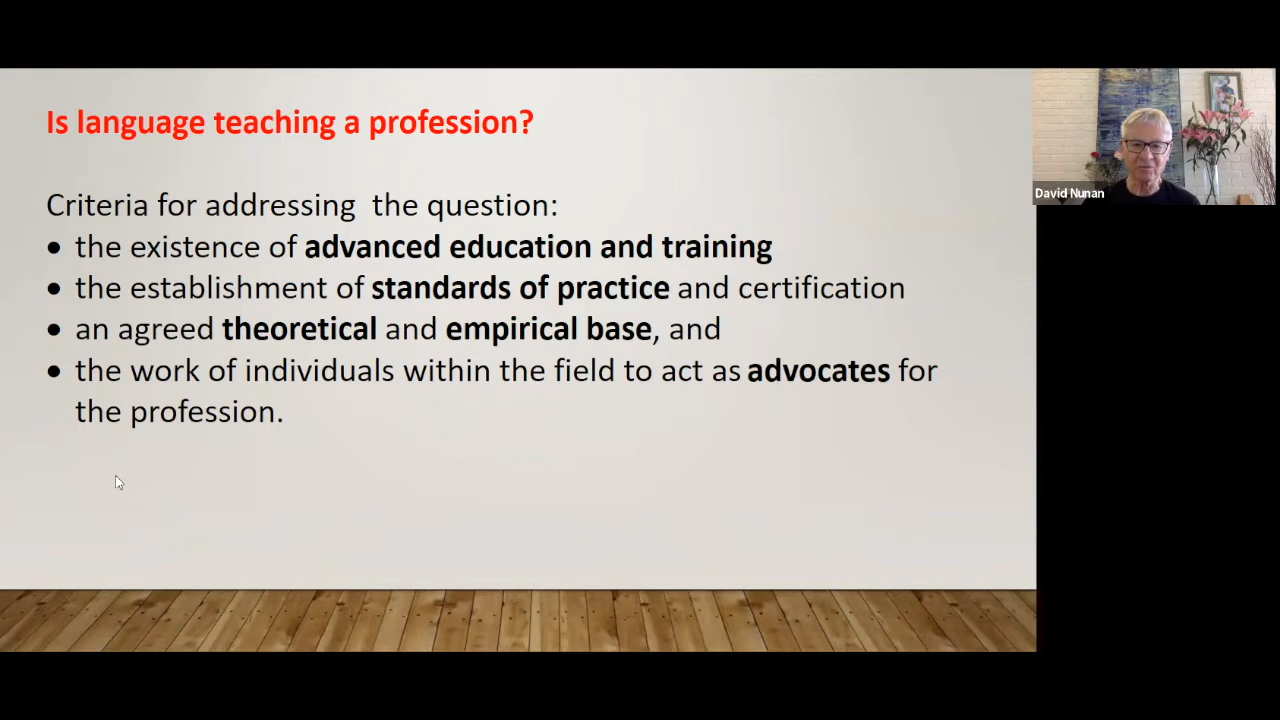 Is language teaching a profession?
Criteria for addressing  the question:
• the existence of advanced education and training
• the establishment of standards of practice and certification
• an agreed theoretical and empirical base, and
• the work of individuals within the field to act as advocates for
the profession.
David Nunan